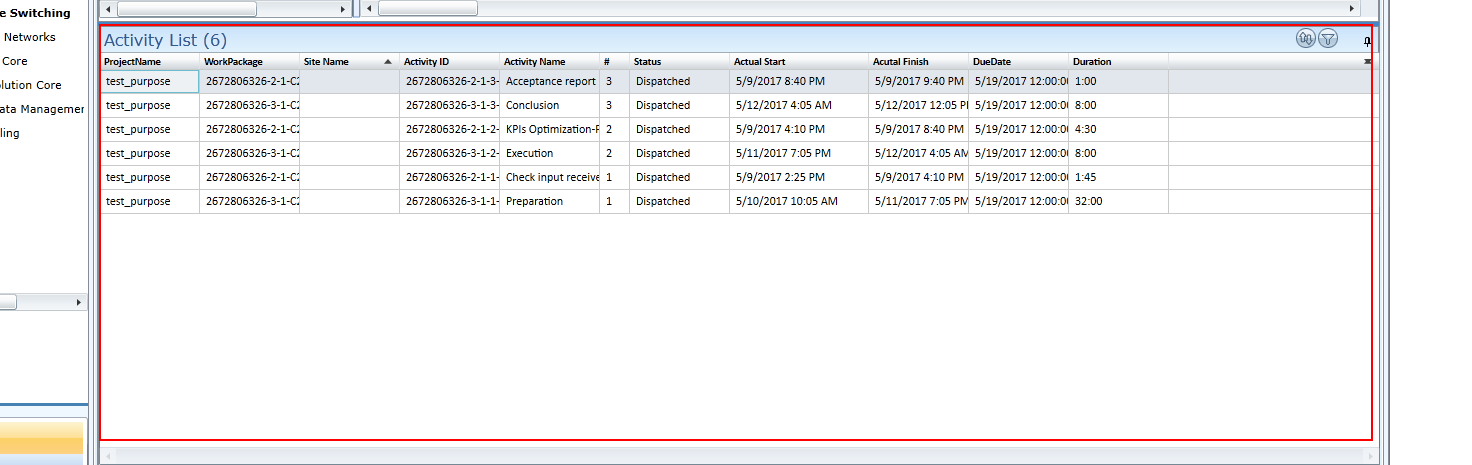 e Switching
Networks
Core
olution Core
ata Managemen
ling
Activity List (6)
ProjectName WorkPackage Site Name Activity ID Activity Name # Status Actual Start Acutal Finish DueDate Duration
test_purpose 2672806326-2-1-C2 2672806326-2-1-3- Acceptance report 3 Dispatched 5/9/2017 8:40 PM 5/9/2017 9:40 PM 5/19/2017 12:00:00 1:00
test_purpose 2672806326-3-1-C2 2672806326-3-1-3- Conclusion 3 Dispatched 5/12/2017 4:05 AM 5/12/2017 12:05 PM 5/19/2017 12:00:00 8:00
test_purpose 2672806326-2-1-C2 2672806326-2-1-2- KPIs Optimization-F 2 Dispatched 5/9/2017 4:10 PM 5/9/2017 8:40 PM 5/19/2017 12:00:00 4:30
test_purpose 2672806326-3-1-C2 2672806326-3-1-2- Execution 2 Dispatched 5/11/2017 7:05 PM 5/12/2017 4:05 AM 5/19/2017 12:00:00 8:00
test_purpose 2672806326-2-1-C2 2672806326-2-1-1- Check input receive 1 Dispatched 5/9/2017 2:25 PM 5/9/2017 4:10 PM 5/19/2017 12:00:00 1:45
test_purpose 2672806326-3-1-C2 2672806326-3-1-1- Preparation 1 Dispatched 5/10/2017 10:05 AM 5/11/2017 7:05 PM 5/19/2017 12:00:00 32:00